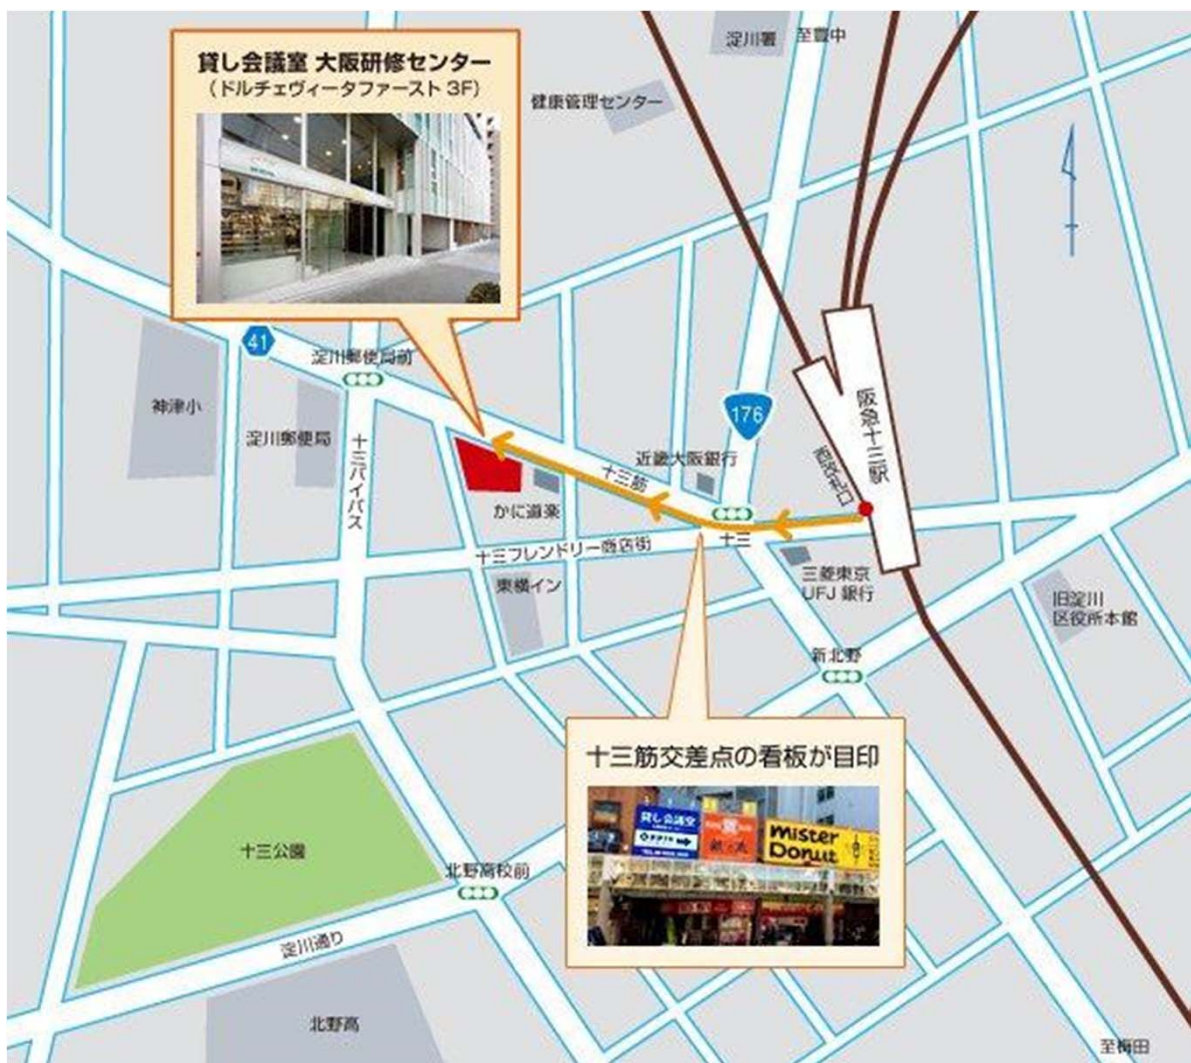 貸し会議室 大阪研修センター
（ドルチェヴィータファースト 3F）
淀川署
至豊中
健康管理センター
41
淀川郵便局前
神津小
淀川郵便局
十三バイパス
176
阪急十三駅
西改札口
近畿大阪銀行
十三筋
かに道楽
十三
十三フレンドリー商店街
東横イン
三菱東京
UFJ 銀行
旧淀川
区役所本館
新北野
十三筋交差点の看板が目印
貸し会議室
Mister
Donut
十三公園
北野高校前
淀川通り
北野高
至梅田